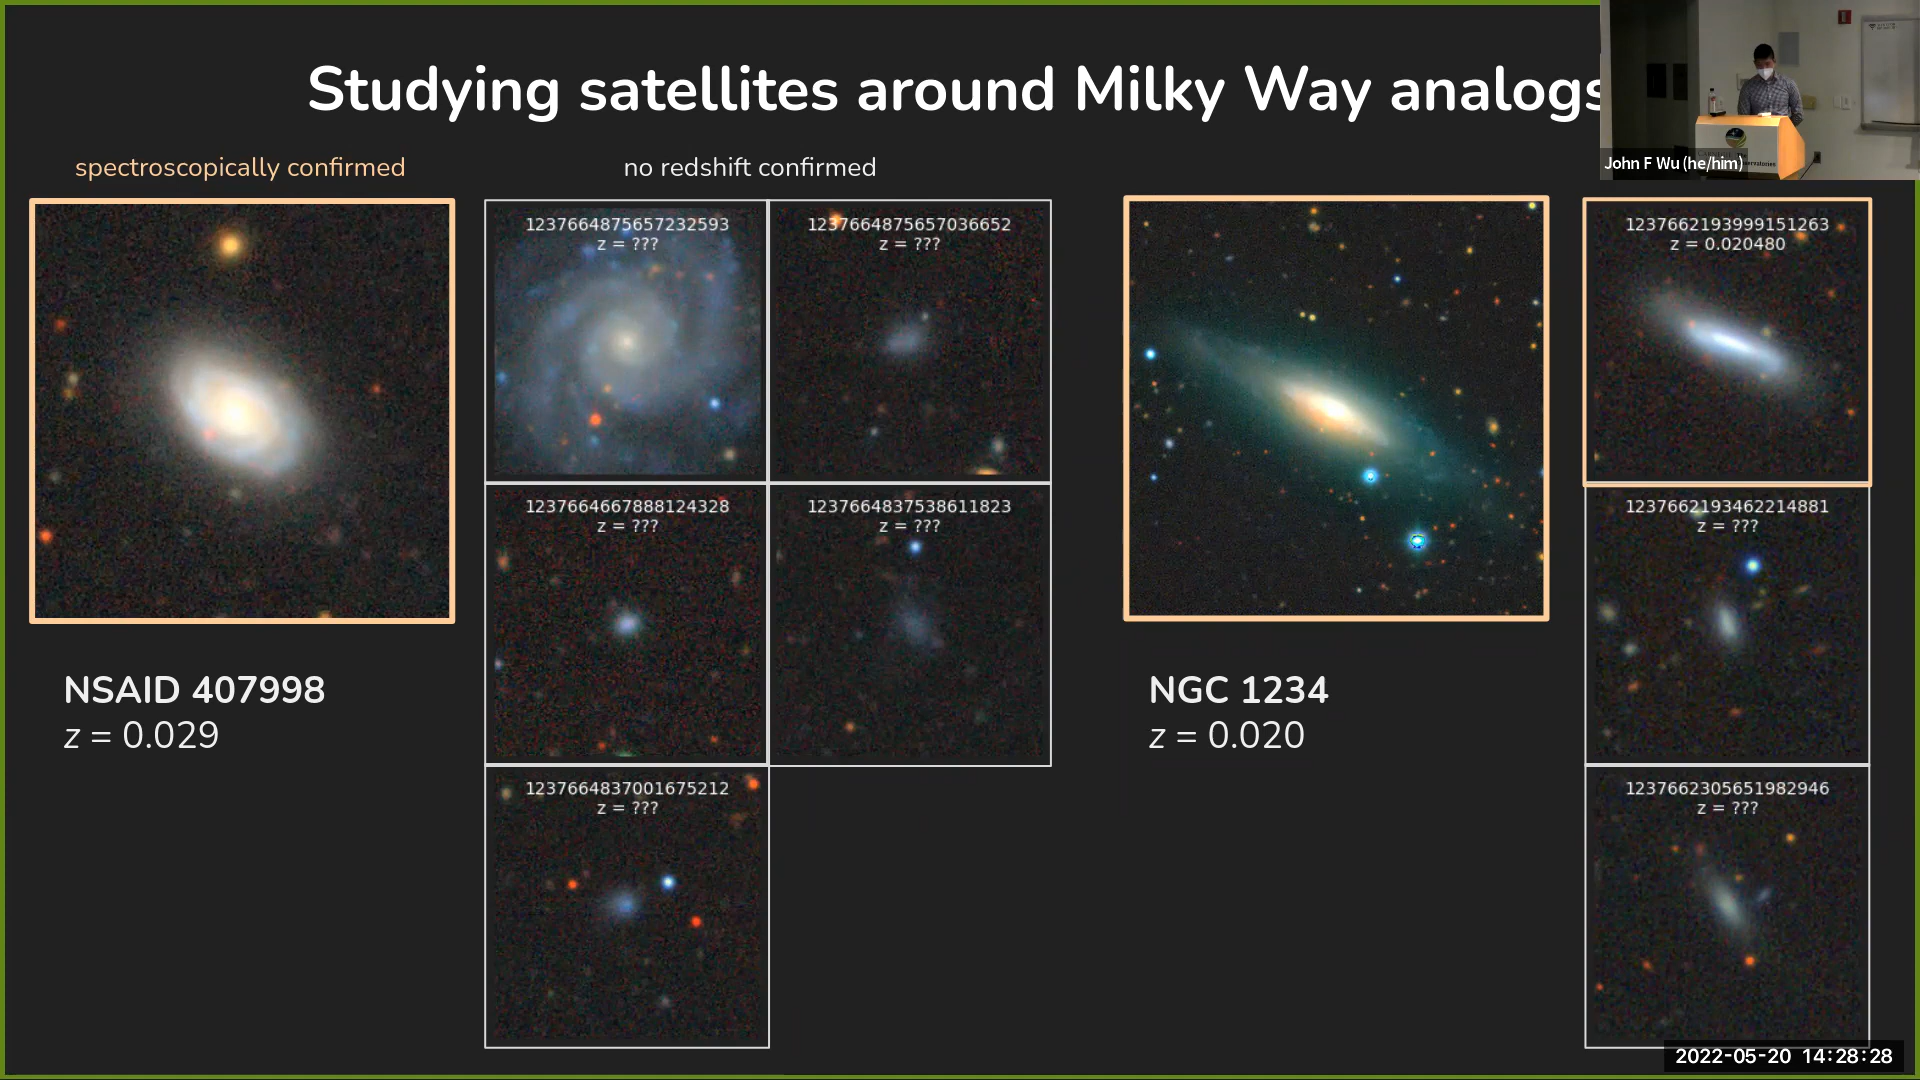 Studying satellites around Milky Way analogs
John F Wu (he/him)
spectroscopically confirmed
no redshift confirmed
1237664875657232593
z = ???
1237664875657036652
z = ???
1237664667888124328
z = ???
1237664837538611823
z = ???
1237664837001675212
z = ???
NSAID 407998
z = 0.029
1237662193999151263
z = 0.020480
1237662193462214881
z = ???
1237662305651982946
z = ???
NGC 1234
z = 0.020
2022-05-20 14:28:28